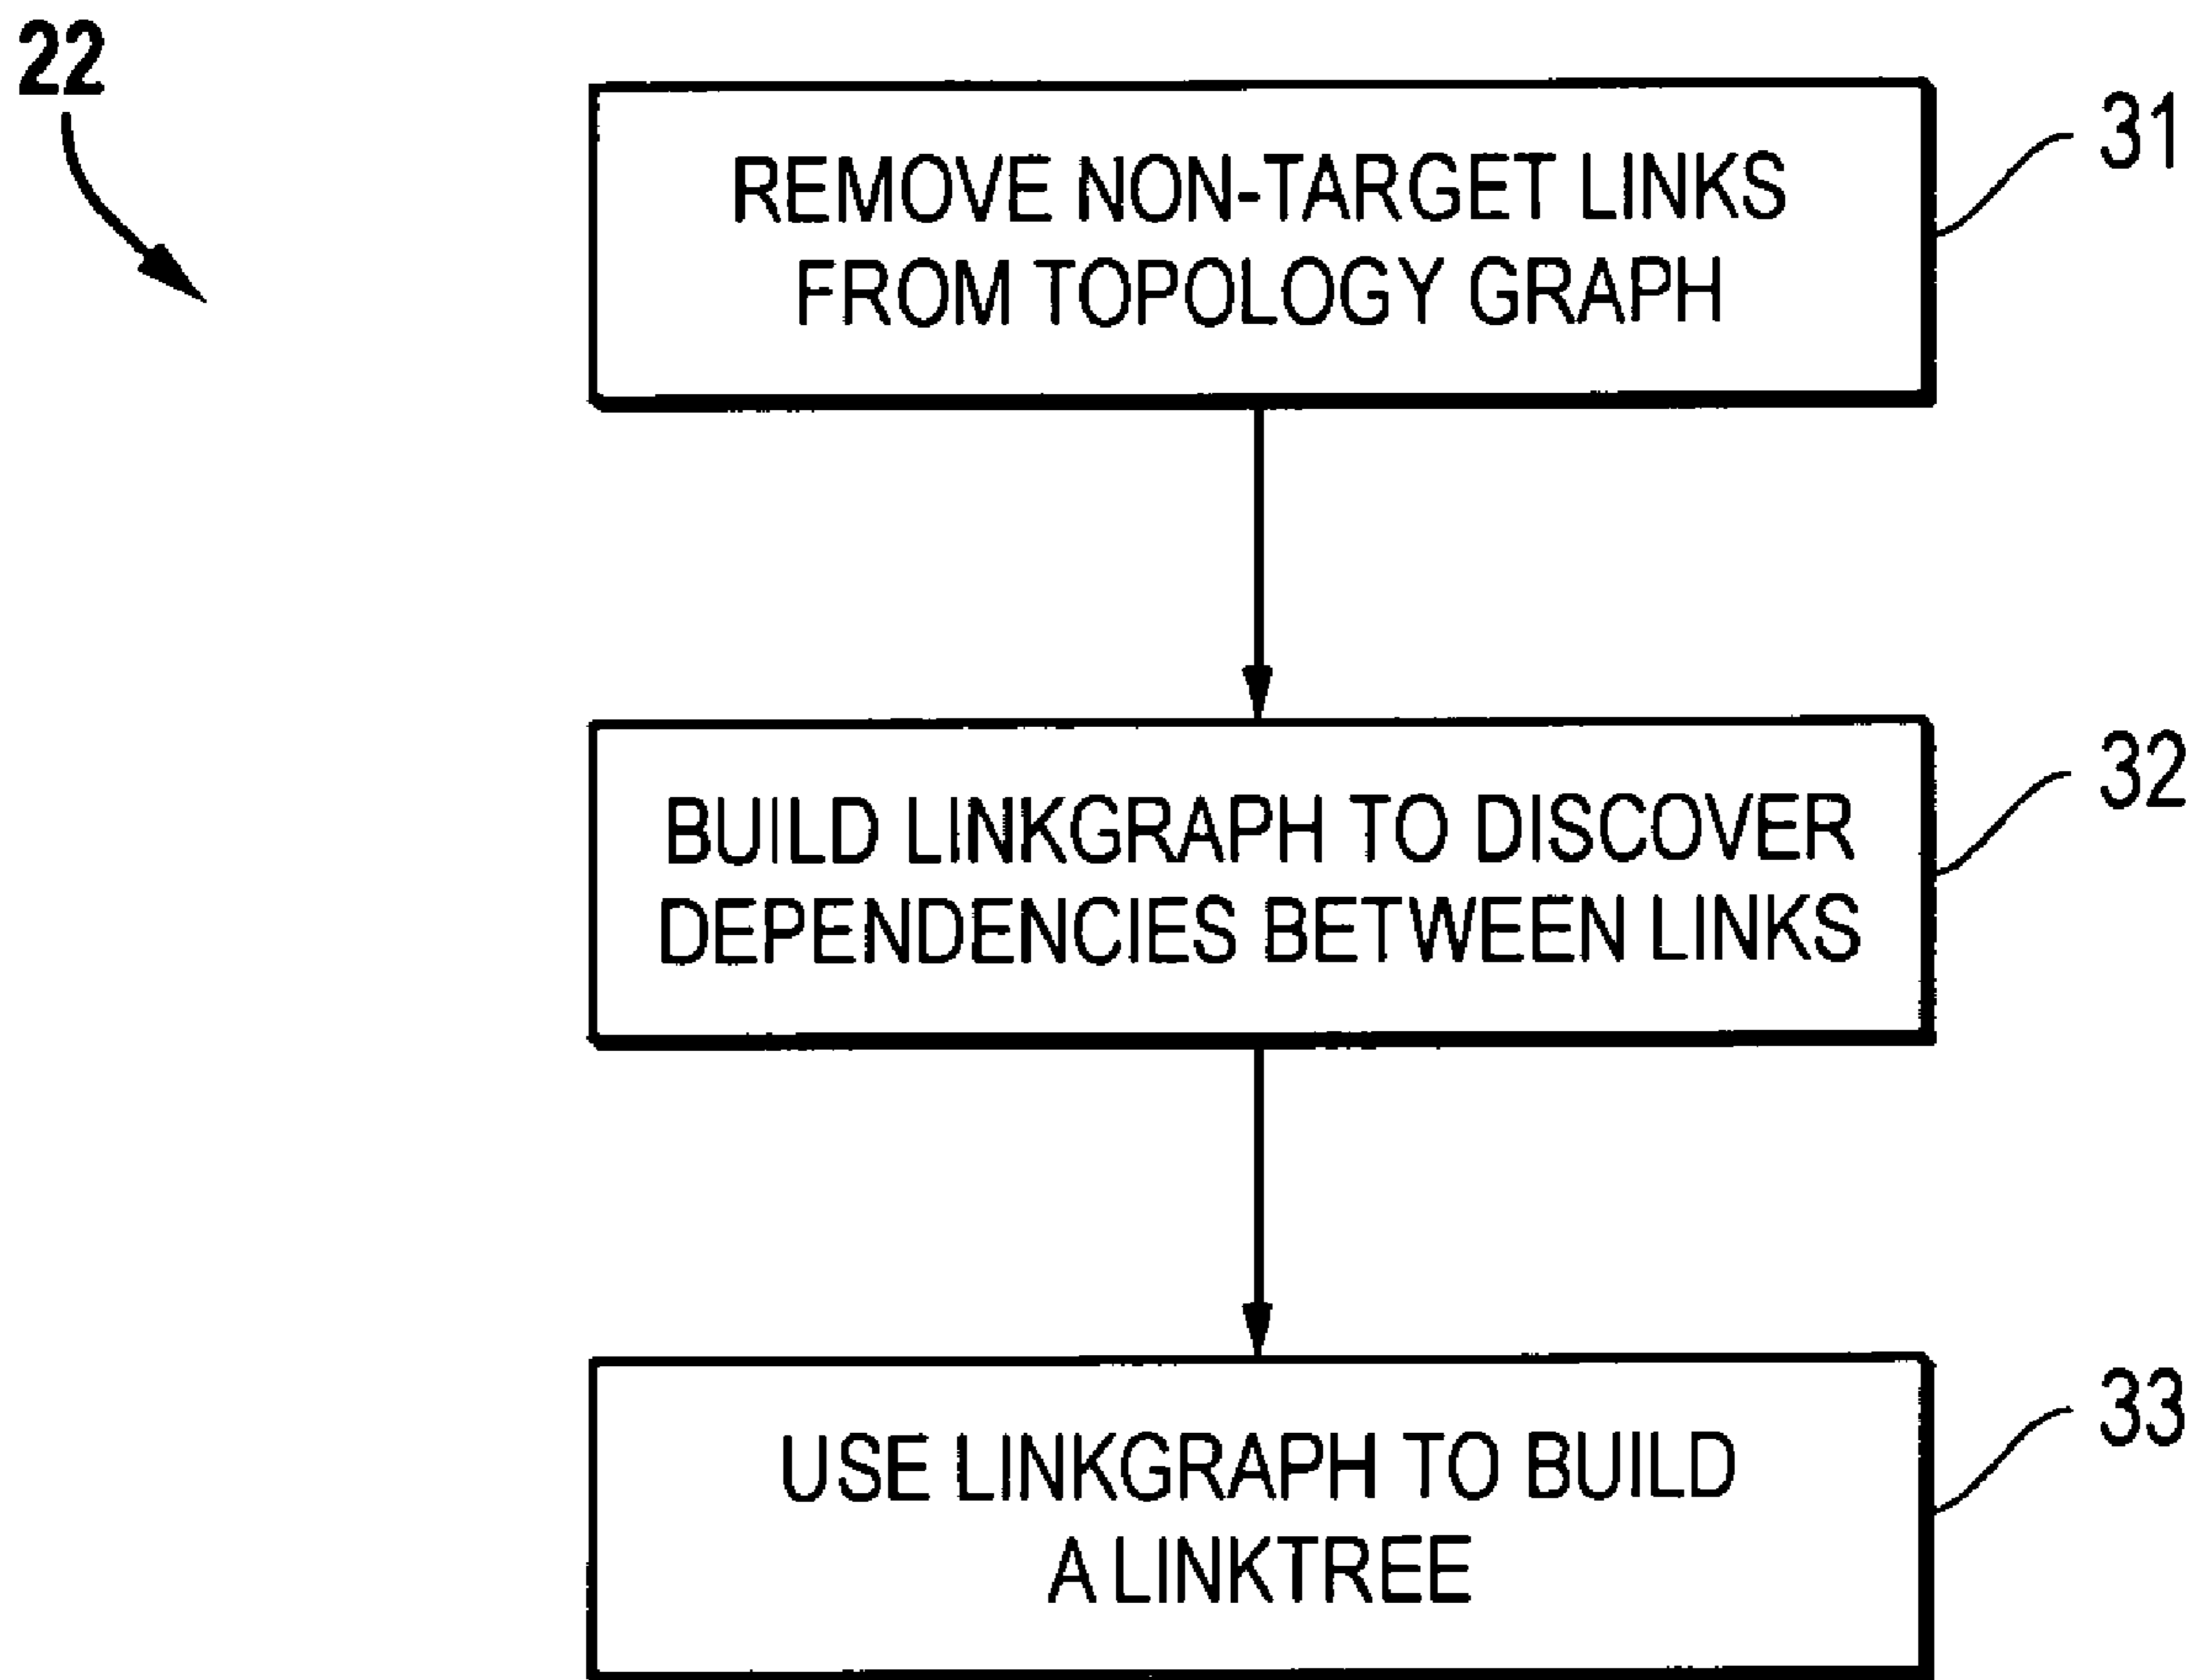 22
31
REMOVE NON-TARGET LINKS
FROM TOPOLOGY GRAPH
32
BUILD LINKGRAPH TO DISCOVER
DEPENDENCIES BETWEEN LINKS
33
USE LINKGRAPH TO BUILD
A LINKTREE